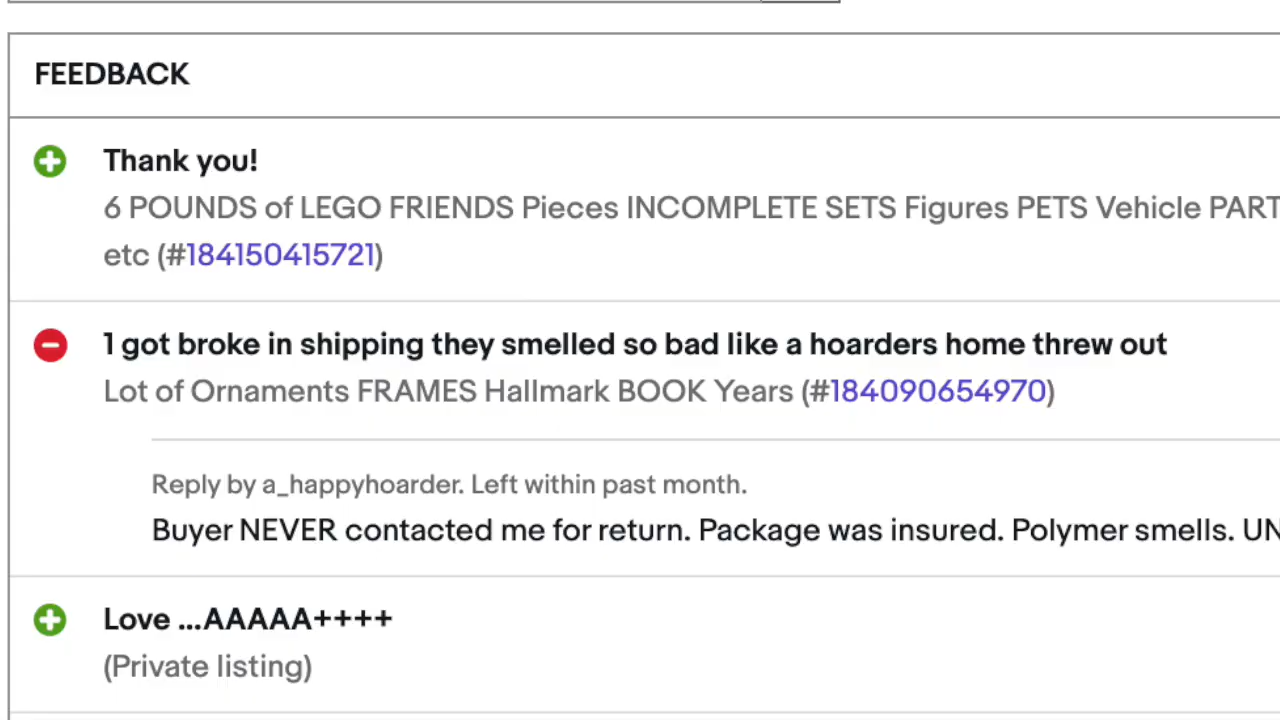 FEEDBACK
Thank you!
6 POUNDS of LEGO FRIENDS Pieces INCOMPLETE SETS Figures PETS Vehicle PART
etc (#184150415721)
1 got broke in shipping they smelled so bad like a hoarders home threw out
Lot of Ornaments FRAMES Hallmark BOOK Years (#184090654970)
Reply by a_happyhoarder. Left within past month.
Buyer NEVER contacted me for return. Package was insured. Polymer smells. UN
Love ...AAAAA++++
(Private listing)